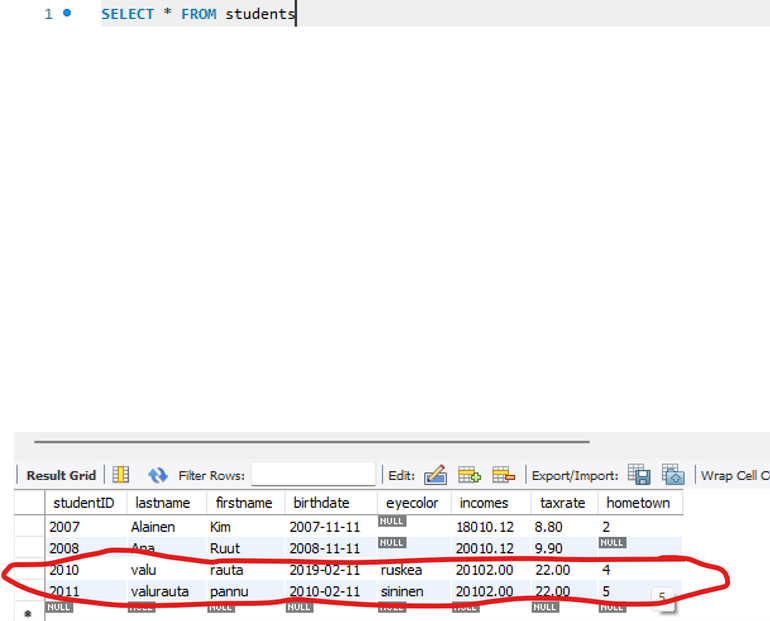 1 SELECT * FROM students
Result Grid Filter Rows: Edit: Export/Import: Wrap Cell C
studentID lastname firstname birthdate eyecolor incomes taxrate hometown
2007 Alainen Kim 2007-11-11 NULL 18010.12 8.80 2
2008 Ana Ruut 2008-11-11 NULL 20010.12 9.90 NULL
2010 valu rauta 2019-02-11 ruskea 20102.00 22.00 4
2011 valurauta pannu 2010-02-11 sininen 20102.00 22.00 5 5
* NULL NULL NULL NULL NULL NULL NULL NULL